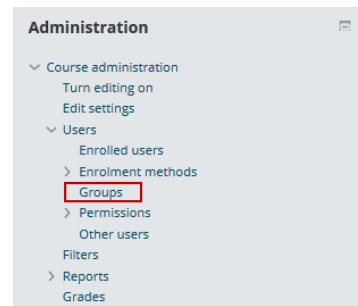 Administration
Course administration
Turn editing on
Edit settings
Users
Enrolled users
Enrolment methods
Groups
Permissions
Other users
Filters
Reports
Grades